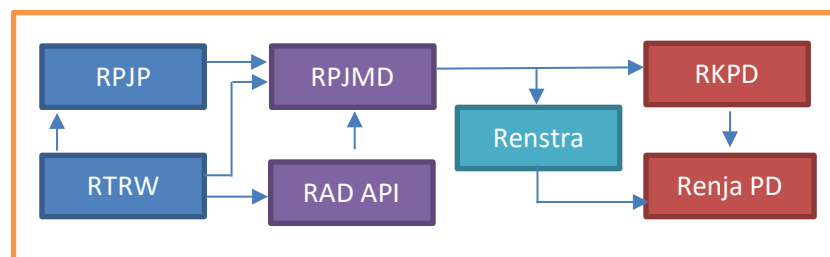 RPJP
RPJMD
RKPD
Renstra
RTRW
RAD API
Renja PD